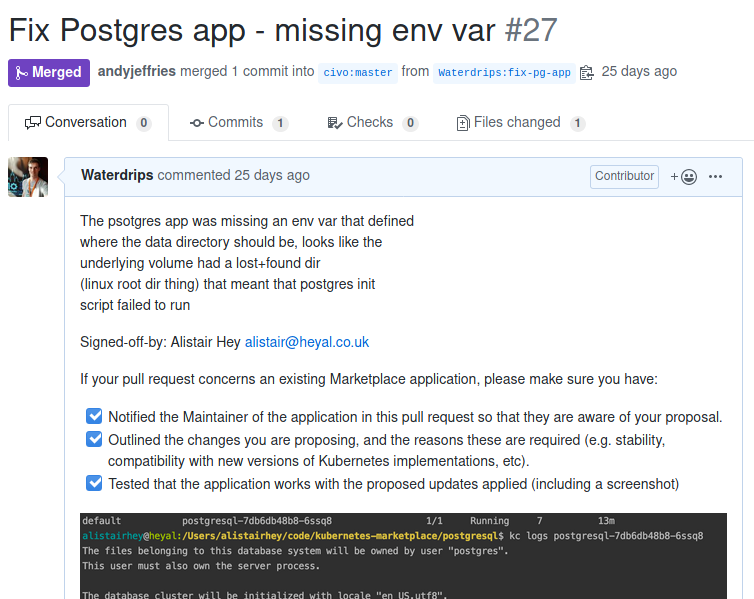 Fix Postgres app - missing env var #27
Merged andyjeffries merged 1 commit into civo:master from Waterdrips:fix-pg-app 25 days ago
Conversation 0 Commits 1 Checks 0 Files changed 1
Waterdrips commented 25 days ago Contributor
The psotgres app was missing an env var that defined
where the data directory should be, looks like the
underlying volume had a lost+found dir
(linux root dir thing) that meant that postgres init
script failed to run
Signed-off-by: Alistair Hey alistair@heyal.co.uk
If your pull request concerns an existing Marketplace application, please make sure you have:
Notified the Maintainer of the application in this pull request so that they are aware of your proposal.
Outlined the changes you are proposing, and the reasons these are required (e.g. stability,
compatibility with new versions of Kubernetes implementations, etc).
Tested that the application works with the proposed updates applied (including a screenshot)
default postgresql-7db6db48b8-6ssq8 1/1 Running 7 13m
alistairhey@heyal:/Users/alistairhey/code/kubernetes-marketplace/postgresql$ kc logs postgresql-7db6db48b8-6ssq8
The files belonging to this database system will be owned by user "postgres".
This user must also own the server process.
The database cluster will be initialized with locale "en_US.utf8".